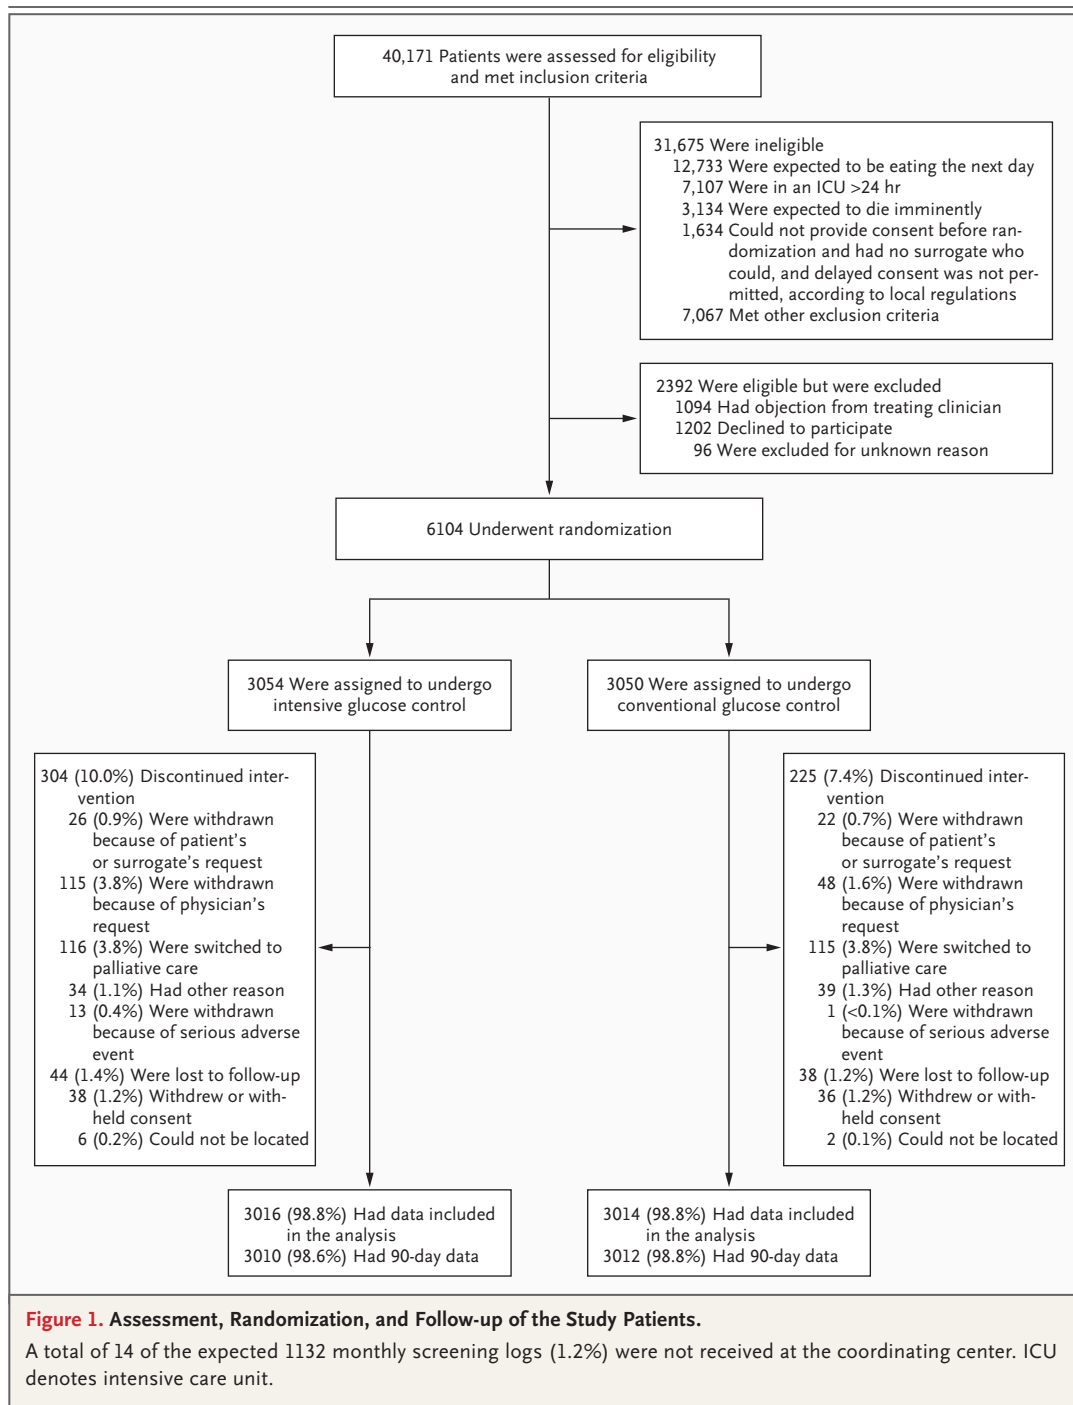 40,171 Patients were assessed for eligibility
and met inclusion criteria
31,675 Were ineligible
12,733 Were expected to be eating the next day
7,107 Were in an ICU >24 hr
3,134 Were expected to die imminently
1,634 Could not provide consent before ran-
domization and had no surrogate who
could, and delayed consent was not per-
mitted, according to local regulations
7,067 Met other exclusion criteria
2392 Were eligible but were excluded
1094 Had objection from treating clinician
1202 Declined to participate
96 Were excluded for unknown reason
6104 Underwent randomization
3054 Were assigned to undergo
intensive glucose control
3050 Were assigned to undergo
conventional glucose control
304 (10.0%) Discontinued inter-
vention
26 (0.9%) Were withdrawn
because of patient's
or surrogate's request
115 (3.8%) Were withdrawn
because of physician's
request
116 (3.8%) Were switched to
palliative care
34 (1.1%) Had other reason
13 (0.4%) Were withdrawn
because of serious adverse
event
44 (1.4%) Were lost to follow-up
38 (1.2%) Withdrew or with-
held consent
6 (0.2%) Could not be located
225 (7.4%) Discontinued inter-
vention
22 (0.7%) Were withdrawn
because of patient's
or surrogate's request
48 (1.6%) Were withdrawn
because of physician's
request
115 (3.8%) Were switched to
palliative care
39 (1.3%) Had other reason
1 (<0.1%) Were withdrawn
because of serious adverse
event
38 (1.2%) Were lost to follow-up
36 (1.2%) Withdrew or with-
held consent
2 (0.1%) Could not be located
3016 (98.8%) Had data included
in the analysis
3010 (98.6%) Had 90-day data
3014 (98.8%) Had data included
in the analysis
3012 (98.8%) Had 90-day data
Figure 1. Assessment, Randomization, and Follow-up of the Study Patients.
A total of 14 of the expected 1132 monthly screening logs (1.2%) were not received at the coordinating center. ICU
denotes intensive care unit.